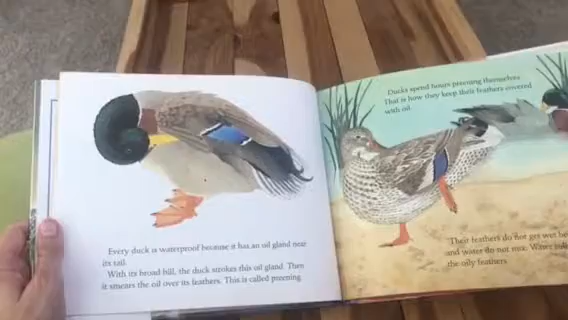 Every duck is waterproof because it has an oil gland near
its tail.
With its broad bill, the duck strokes this oil gland. Then
it smears the oil over its feathers. This is called preening.
Ducks spend hours preening themselves.
That is how they keep their feathers covered
with oil.
Their feathers do not get wet
and water do not mix. Water
the oily feathers.